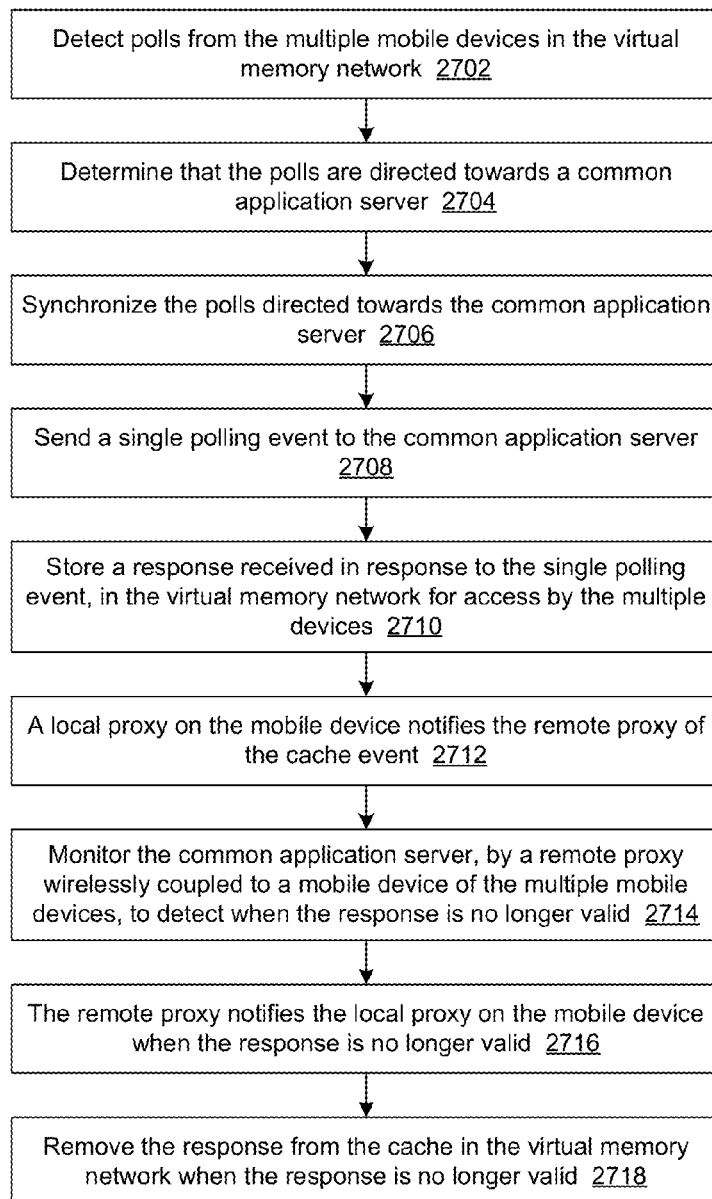 Detect polls from the multiple mobile devices in the virtual
memory network 2702
Determine that the polls are directed towards a common
application server 2704
Synchronize the polls directed towards the common application
server 2706
Send a single polling event to the common application server
2708
Store a response received in response to the single polling
event, in the virtual memory network for access by the multiple
devices 2710
A local proxy on the mobile device notifies the remote proxy of
the cache event 2712
Monitor the common application server, by a remote proxy
wirelessly coupled to a mobile device of the multiple mobile
devices, to detect when the response is no longer valid 2714
The remote proxy notifies the local proxy on the mobile device
when the response is no longer valid 2716
Remove the response from the cache in the virtual memory
network when the response is no longer valid 2718